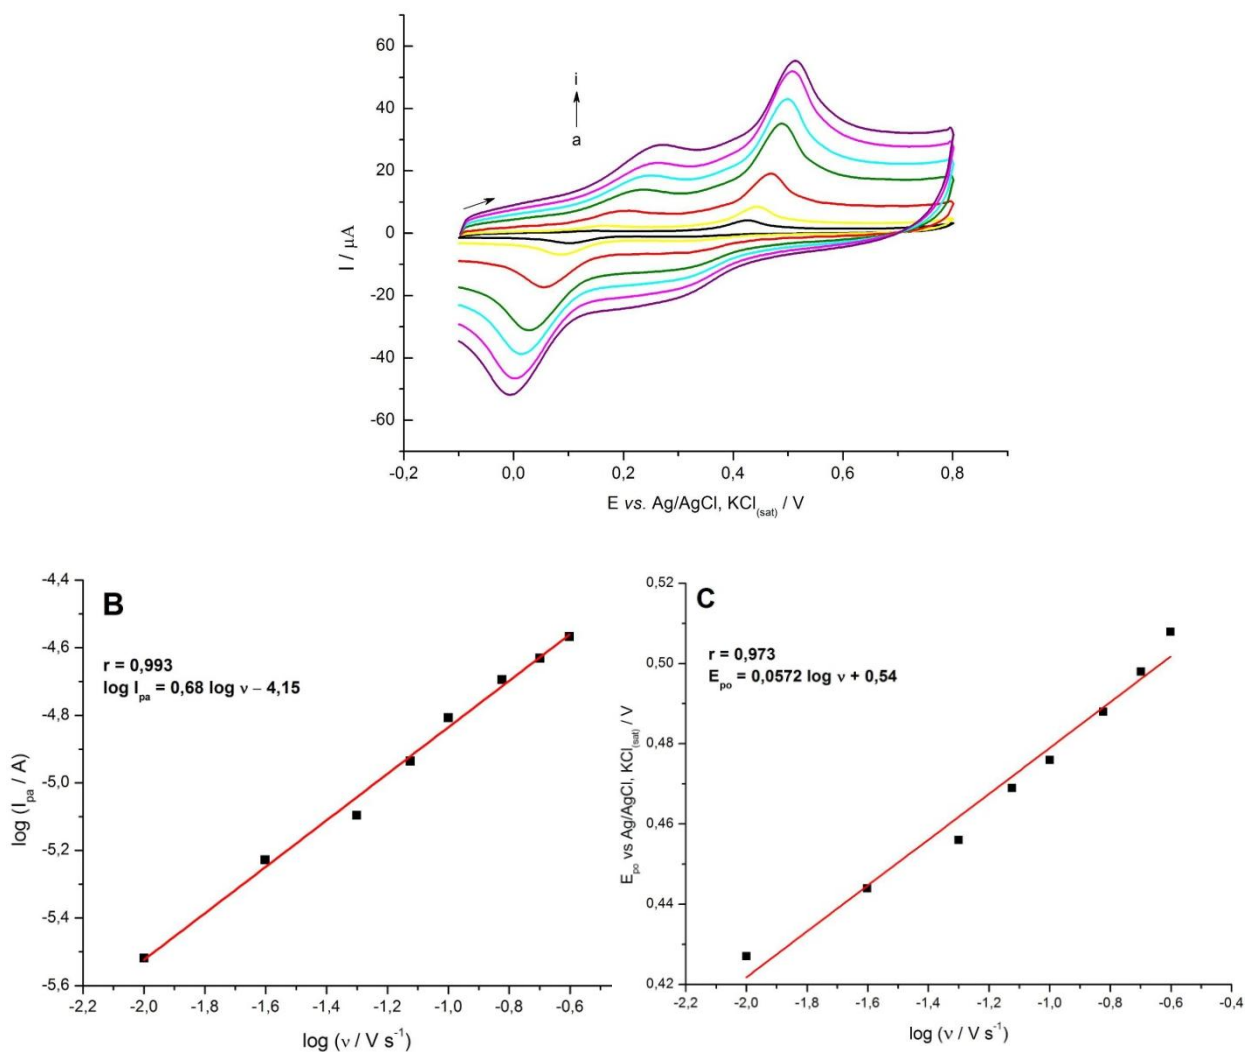 60
40
20
0
-20
-40
-60
I / µA
i
a
-0,2 0,0 0,2 0,4 0,6 0,8
E vs. Ag/AgCl, KCl(sat) / V
B
r = 0,993
log Ipa = 0,68 log ν – 4,15
-4,4
-4,6
-4,8
-5,0
-5,2
-5,4
-5,6
log (Ipa / A)
-2,2 -2,0 -1,8 -1,6 -1,4 -1,2 -1,0 -0,8 -0,6
log (ν / V s-1)
C
r = 0,973
Epo = 0,0572 log ν + 0,54
0,52
0,50
0,48
0,46
0,44
0,42
Epo vs Ag/AgCl, KCl(sat) / V
-2,2 -2,0 -1,8 -1,6 -1,4 -1,2 -1,0 -0,8 -0,6 -0,4
log (ν / V s-1)